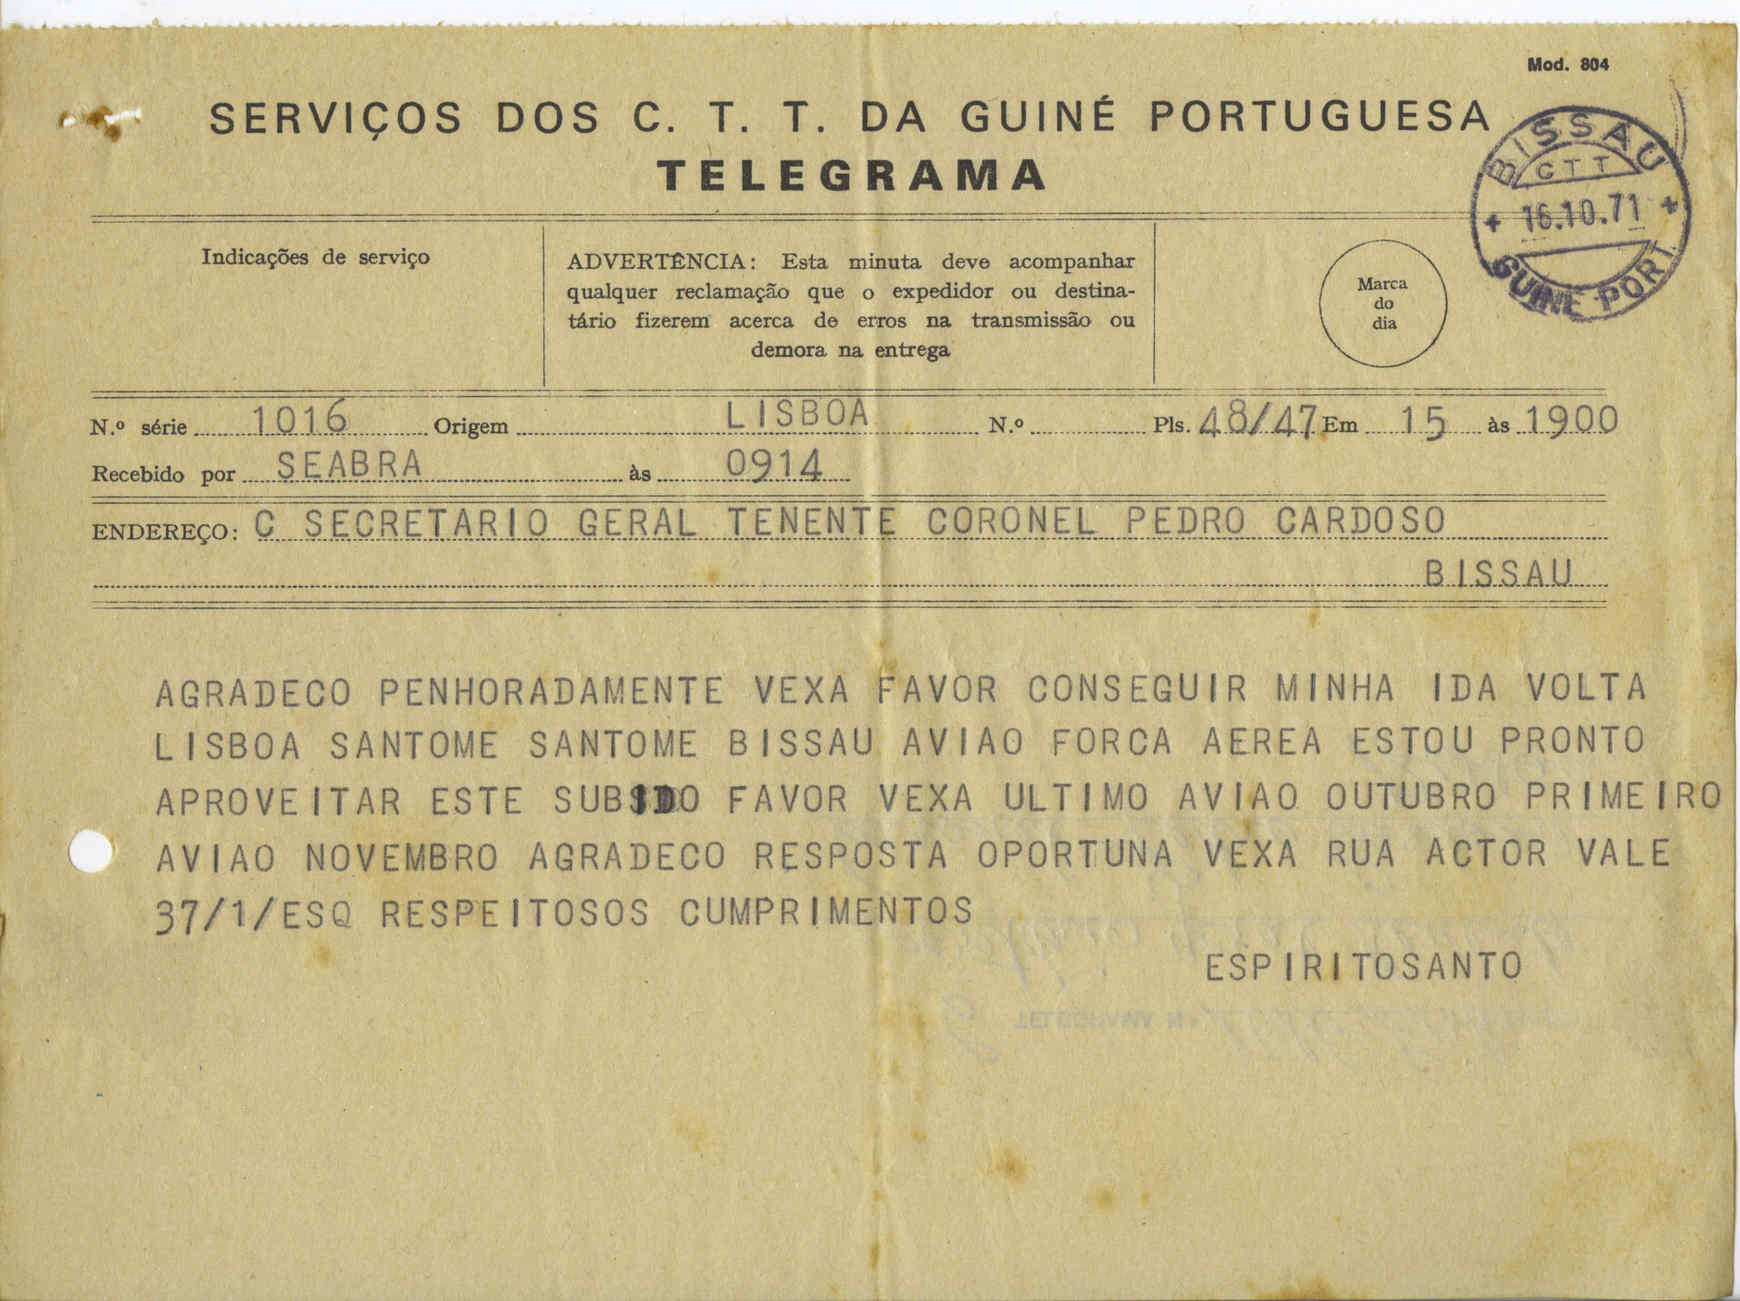 Mod. 804
SERVIÇOS DOS C. T. T. DA GUINÉ PORTUGUESA
TELEGRAMA
BISSAU
CTT
16.10.71
GUINE PORT.
Indicações de serviço
ADVERTÊNCIA: Esta minuta deve acompanhar
qualquer reclamação que o expedidor ou destina-
tário fizerem acerca de erros na transmissão ou
demora na entrega
Marca
do
dia
N.º série 1016 Origem LISBOA N.º Pls. 48/47 Em 15 às 1900
Recebido por SEABRA às 0914
ENDEREÇO: C SECRETARIO GERAL TENENTE CORONEL PEDRO CARDOSO
BISSAU
AGRADECO PENHORADAMENTE VEXA FAVOR CONSEGUIR MINHA IDA VOLTA
LISBOA SANTOME SANTOME BISSAU AVIAO FORCA AEREA ESTOU PRONTO
APROVEITAR ESTE FAVOR VEXA ULTIMO AVIAO OUTUBRO PRIMEIRO
AVIAO NOVEMBRO AGRADECO RESPOSTA OPORTUNA VEXA RUA ACTOR VALE
37/1/ESQ RESPEITOSOS CUMPRIMENTOS
ESPIRITOSANTO